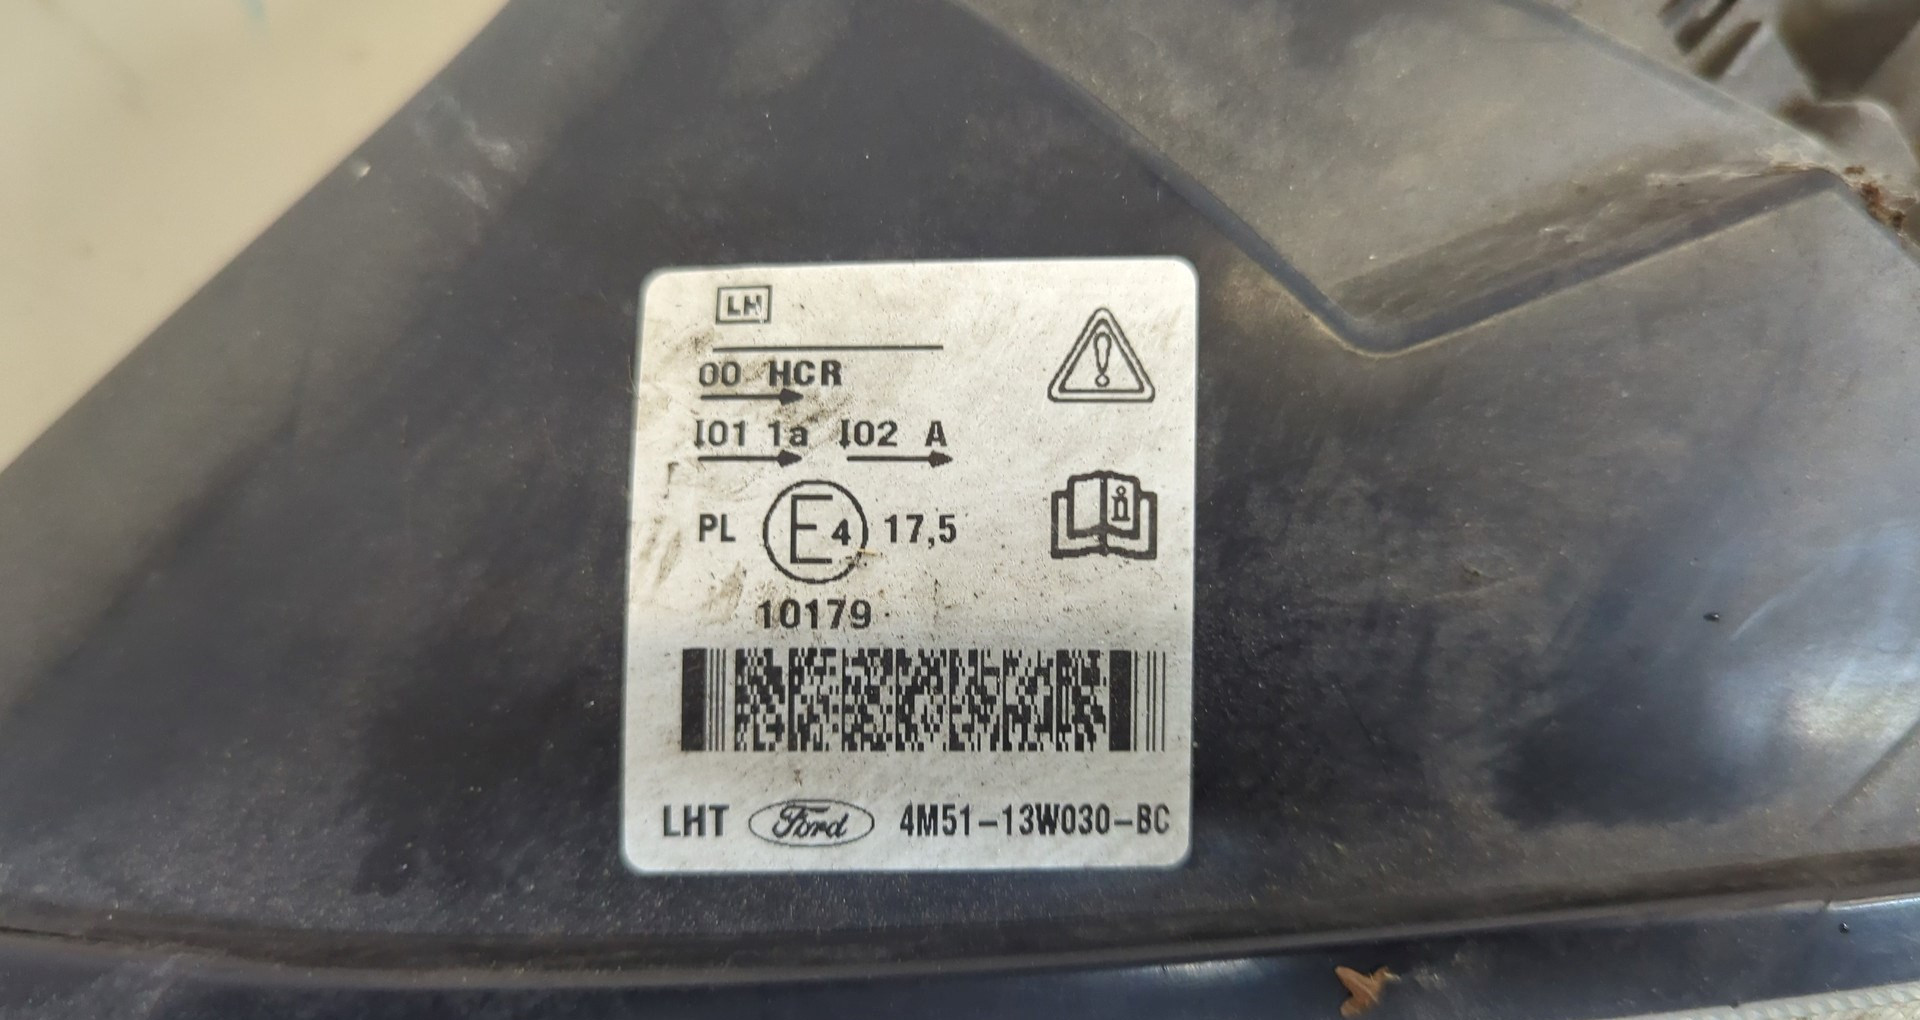 LH
00 HCR
I01 1a I02 A
PL E4 17,5
10179
LHT Ford 4M51-13W030-BC